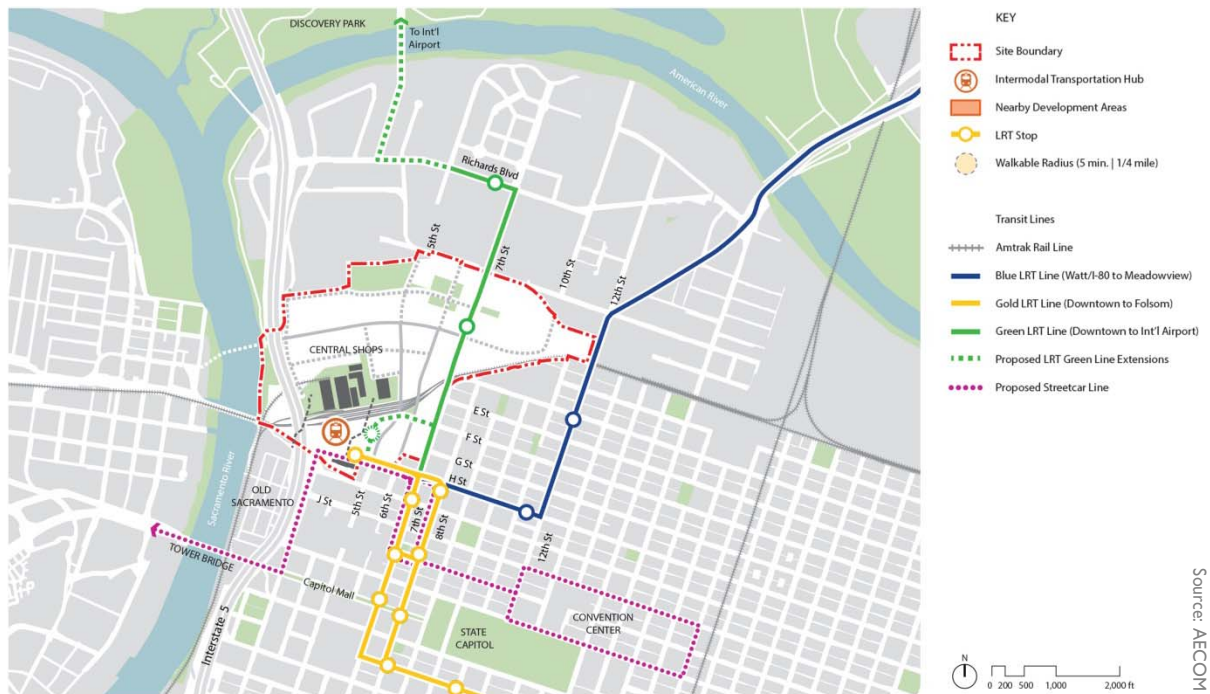 DISCOVERY PARK
To Int'l
Airport
American River
Richards Blvd
5th St
7th St
10th St
12th St
CENTRAL SHOPS
E St
F St
G St
H St
Sacramento River
OLD
SACRAMENTO
J St
5th St
6th St
7th St
8th St
12th St
TOWER BRIDGE
Capitol Mall
Interstate 5
STATE
CAPITOL
CONVENTION
CENTER
KEY
Site Boundary
Intermodal Transportation Hub
Nearby Development Areas
LRT Stop
Walkable Radius (5 min. | 1/4 mile)
Transit Lines
Amtrak Rail Line
Blue LRT Line (Watt/I-80 to Meadowview)
Gold LRT Line (Downtown to Folsom)
Green LRT Line (Downtown to Int'l Airport)
Proposed LRT Green Line Extensions
Proposed Streetcar Line
N
0 200 500 1,000 2,000 ft
Source: AECOM